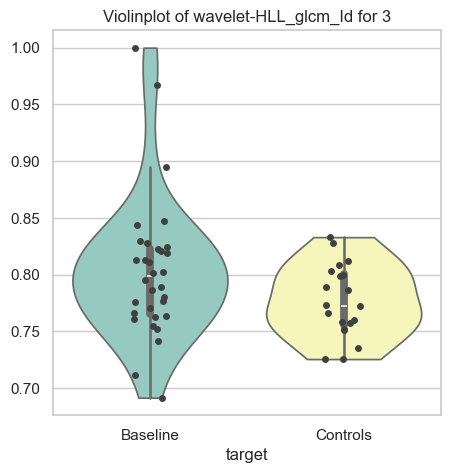 Violinplot of wavelet-HLL_glcm_Id for 3
1.00
0.95
0.90
0.85
0.80
0.75
0.70
Baseline
Controls
target